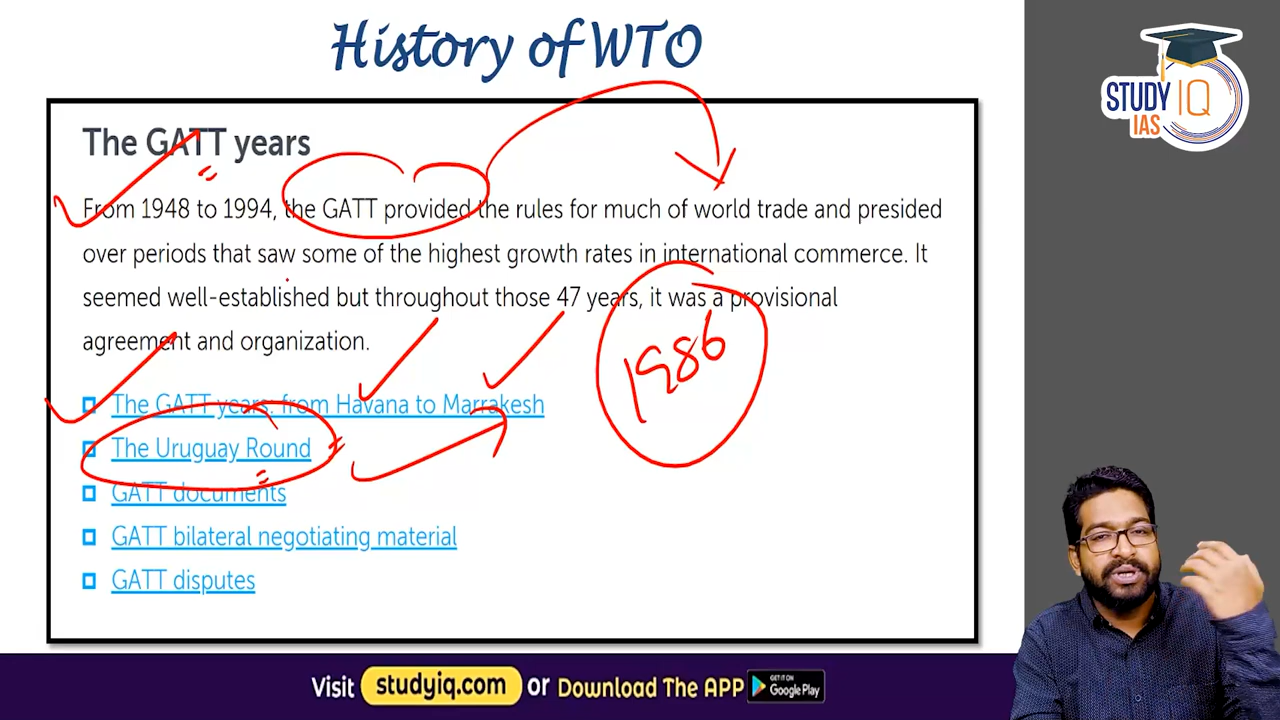 History of WTO
STUDY IQ
IAS
The GATT years
From 1948 to 1994, the GATT provided the rules for much of world trade and presided
over periods that saw some of the highest growth rates in international commerce. It
seemed well-established but throughout those 47 years, it was a provisional
agreement and organization.
1986
The GATT years: from Havana to Marrakesh
The Uruguay Round
GATT documents
GATT bilateral negotiating material
GATT disputes
Visit studyiq.com or Download The APP GET IT ON Google Play